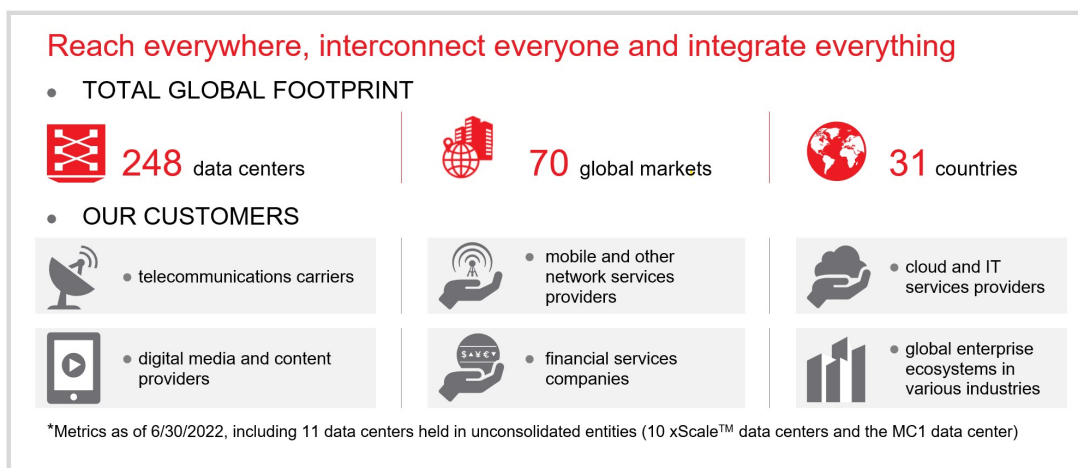 Reach everywhere, interconnect everyone and integrate everything
• TOTAL GLOBAL FOOTPRINT
248 data centers
70 global markets
31 countries
• OUR CUSTOMERS
• telecommunications carriers
• mobile and other
network services
providers
• cloud and IT
services providers
• digital media and content
providers
$ ¥ €
• financial services
companies
• global enterprise
ecosystems in
various industries
*Metrics as of 6/30/2022, including 11 data centers held in unconsolidated entities (10 xScale™ data centers and the MC1 data center)